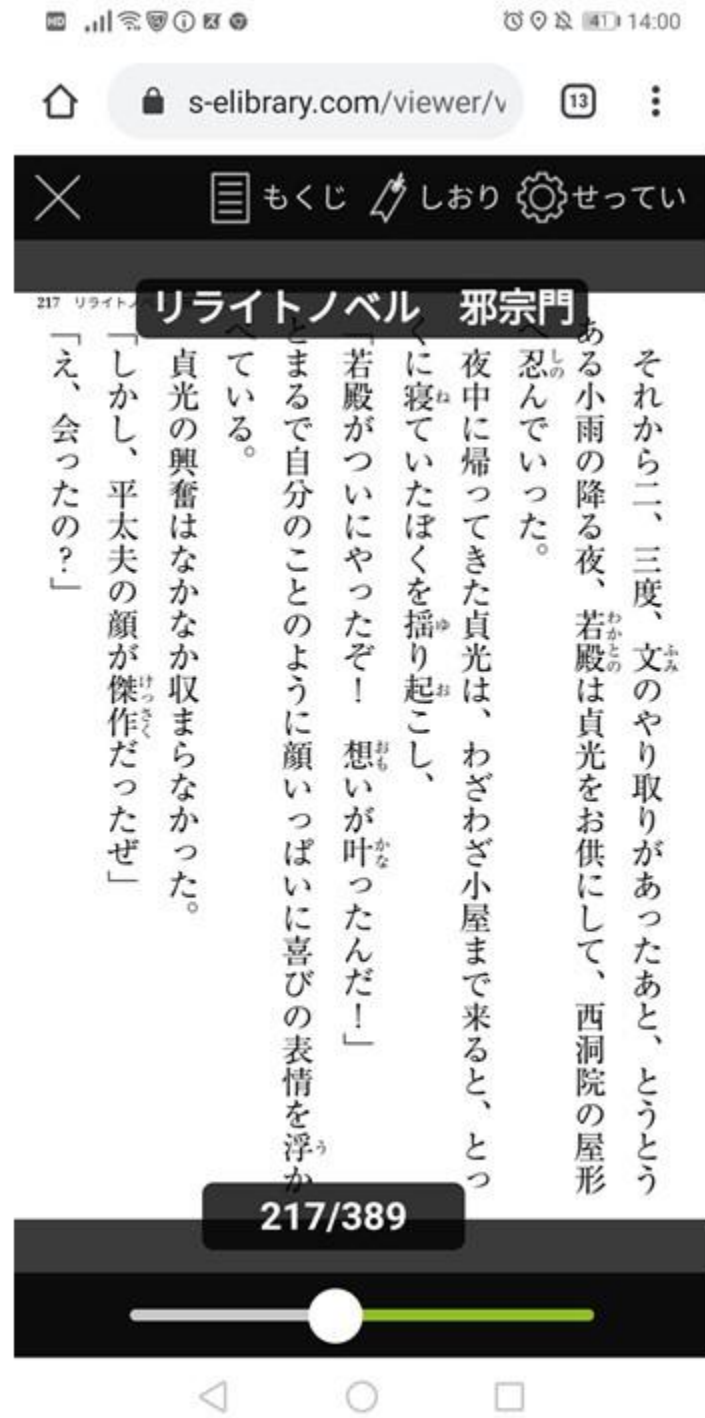 HD 41 14:00
s-elibrary.com/viewer/v 13
もくじ しおり せってい
リライトノベル 邪宗門
217 リライトノ
それから二、三度、文のやり取りがあったあと、とうとう
ある小雨の降る夜、若殿は貞光をお供にして、西洞院の屋形
へ忍んでいった。
夜中に帰ってきた貞光は、わざわざ小屋まで来ると、とっ
くに寝ていたぼくを揺り起こし、
「若殿がついにやったぞ！ 想いが叶ったんだ！」
とまるで自分のことのように顔いっぱいに喜びの表情を浮か
べている。
貞光の興奮はなかなか収まらなかった。
「しかし、平太夫の顔が傑作だったぜ」
「え、会ったの？」
217/389